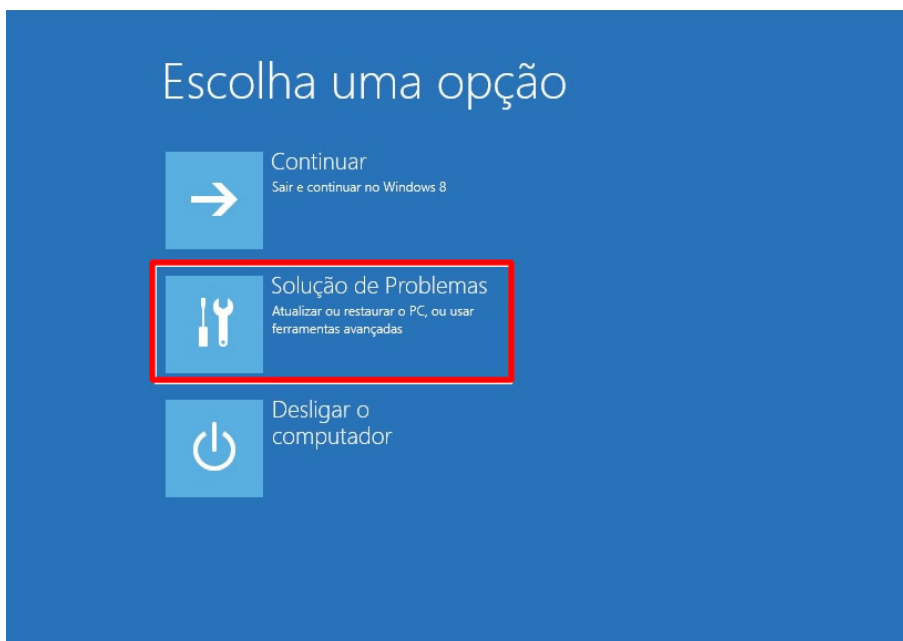 Escolha uma opção
Continuar
Sair e continuar no Windows 8
Solução de Problemas
Atualizar ou restaurar o PC, ou usar
ferramentas avançadas
Desligar o
computador